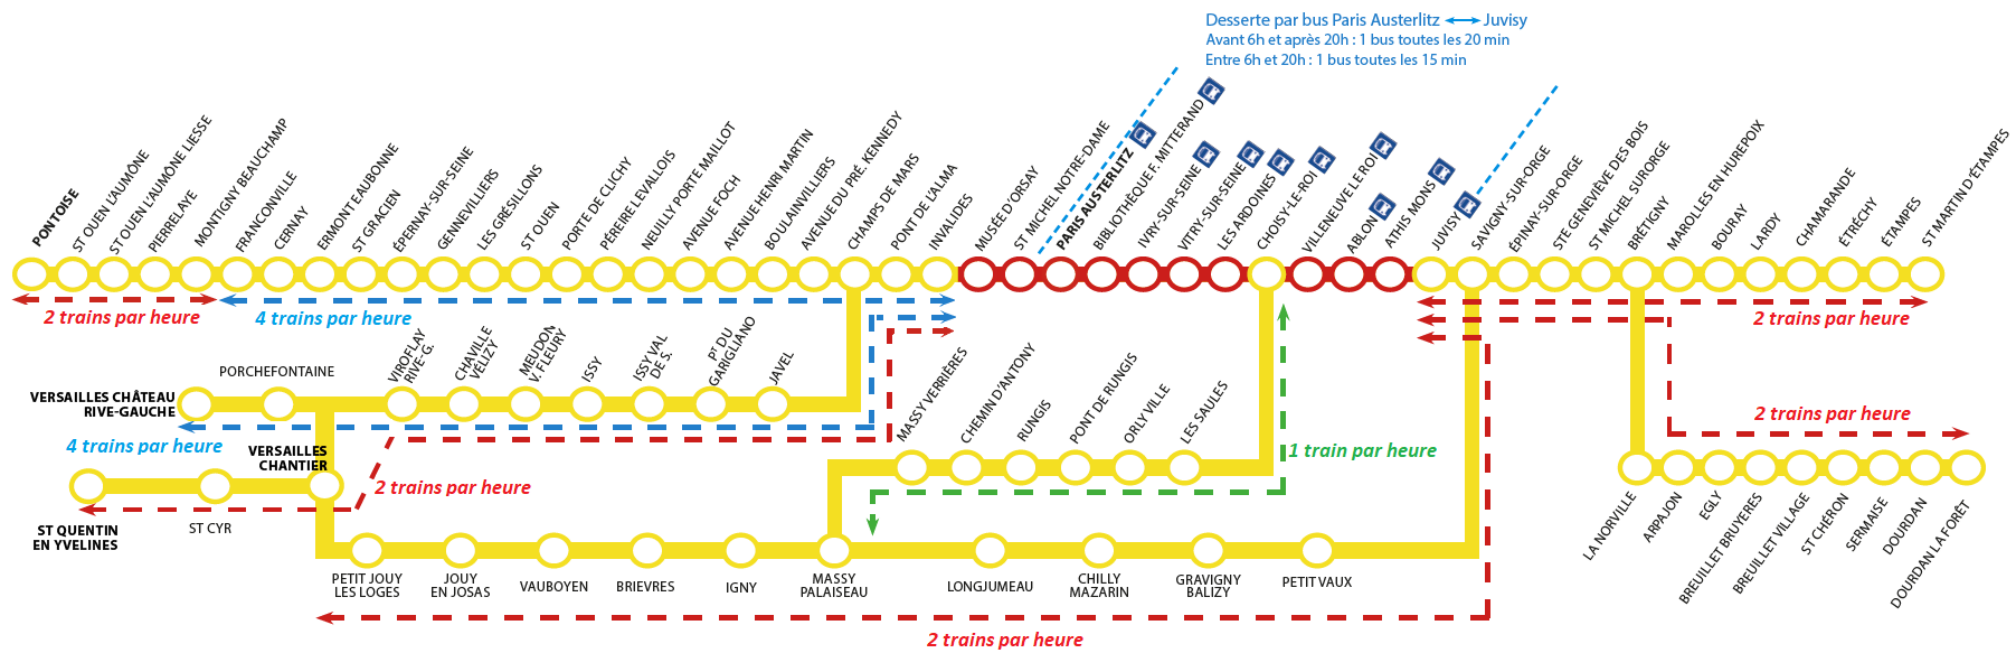 Desserte par bus Paris Austerlitz ⟷ Juvisy
Avant 6h et après 20h : 1 bus toutes les 20 min
Entre 6h et 20h : 1 bus toutes les 15 min
PONTOISE
ST OUEN L'AUMÔNE
ST OUEN L'AUMÔNE LIESSE
PIERRELAYE
MONTIGNY BEAUCHAMP
FRANCONVILLE
CERNAY
ERMONT EAUBONNE
ST GRACIEN
ÉPERNAY-SUR-SEINE
GENNEVILLIERS
LES GRÉSILLONS
ST OUEN
PORTE DE CLICHY
PÉREIRE LEVALLOIS
NEUILLY PORTE MAILLOT
AVENUE FOCH
AVENUE HENRI MARTIN
BOULAINVILLIERS
AVENUE DU PRÉ. KENNEDY
CHAMPS DE MARS
PONT DE L'ALMA
INVALIDES
MUSÉE D'ORSAY
ST MICHEL NOTRE-DAME
PARIS AUSTERLITZ
BIBLIOTHÈQUE F. MITTERAND
IVRY-SUR-SEINE
VITRY-SUR-SEINE
LES ARDOINES
CHOISY-LE-ROI
VILLENEUVE LE ROI
ABLON
ATHIS MONS
JUVISY
SAVIGNY-SUR-ORGE
ÉPINAY-SUR-ORGE
STE GENEVIÈVE DES BOIS
ST MICHEL SUR ORGE
BRÉTIGNY
MAROLLES EN HUREPOIX
BOURAY
LARDY
CHAMARANDE
ÉTRÉCHY
ÉTAMPES
ST MARTIN D'ÉTAMPES
2 trains par heure
4 trains par heure
2 trains par heure
PORCHEFONTAINE
VIROFLAY
RIVE-G.
CHAVILLE
VÉLIZY
MEUDON
V. FLEURY
ISSY
ISSY VAL
DE S.
PT DU
GARIGLIANO
JAVEL
VERSAILLES CHÂTEAU
RIVE-GAUCHE
4 trains par heure
VERSAILLES
CHANTIER
2 trains par heure
ST QUENTIN
EN YVELINES
ST CYR
MASSY VERRIÈRES
CHEMIN D'ANTONY
RUNGIS
PONT DE RUNGIS
ORLY VILLE
LES SAULES
1 train par heure
2 trains par heure
PETIT JOUY
LES LOGES
JOUY
EN JOSAS
VAUBOYEN
BRIEVRES
IGNY
MASSY
PALAISEAU
LONGJUMEAU
CHILLY
MAZARIN
GRAVIGNY
BALIZY
PETIT VAUX
LA NORVILLE
ARPAJON
EGLY
BREUILLET BRUYERES
BREUILLET VILLAGE
ST CHÉRON
SERMAISE
DOURDAN
DOURDAN LA FORÊT
2 trains par heure